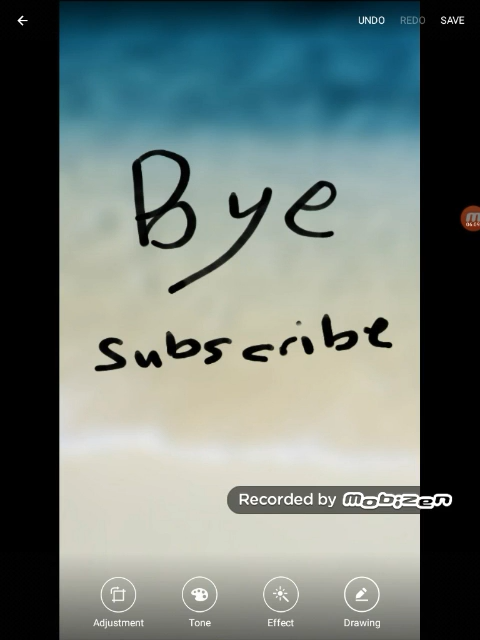 UNDO REDO SAVE
Bye
Subscribe
Recorded by mobizen
Adjustment Tone Effect Drawing